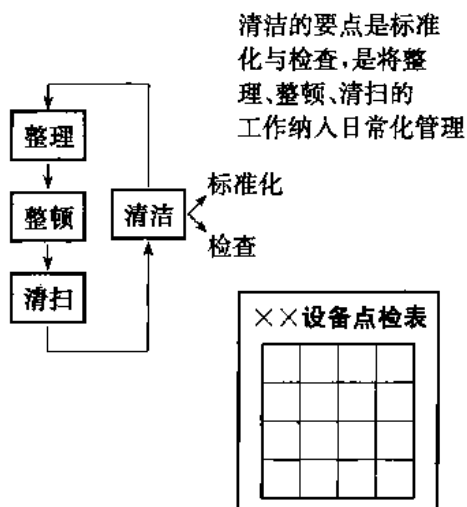 清洁的要点是标准
化与检查,是将整
理、整顿、清扫的
工作纳入日常化管理
整理
整顿
清扫
清洁
标准化
检查
××设备点检表